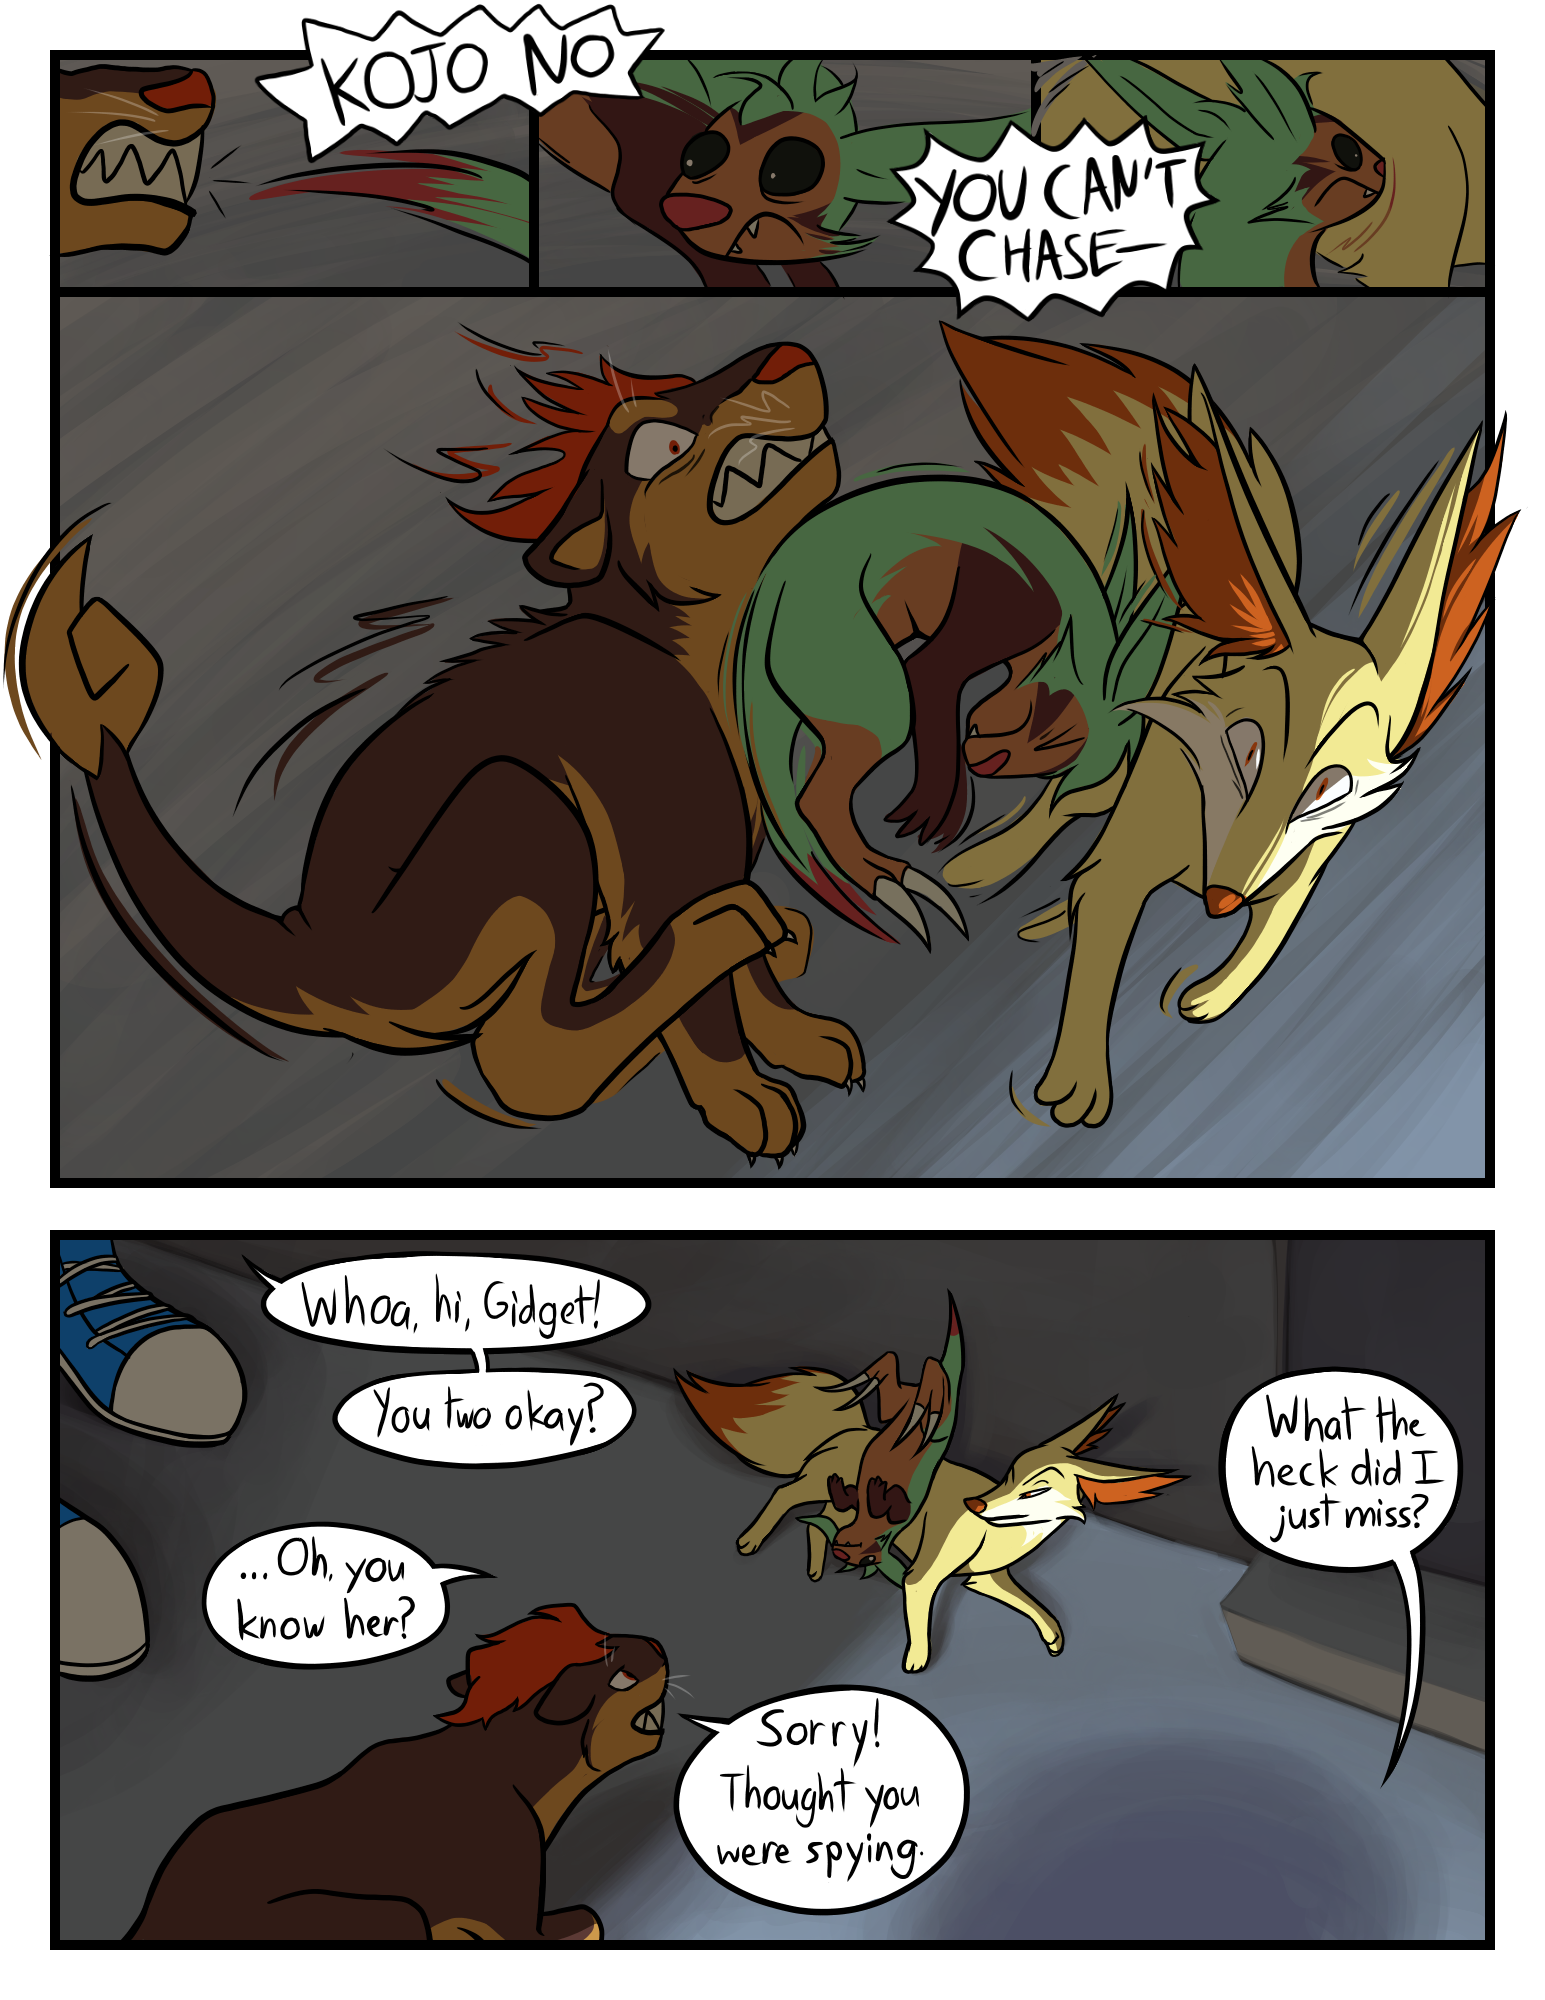 KOJO NO
YOU CAN'T
CHASE—
Whoa, hi, Gidget!
You two okay?
What the
heck did I
just miss?
...Oh, you
know her?
Sorry!
Thought you
were spying.